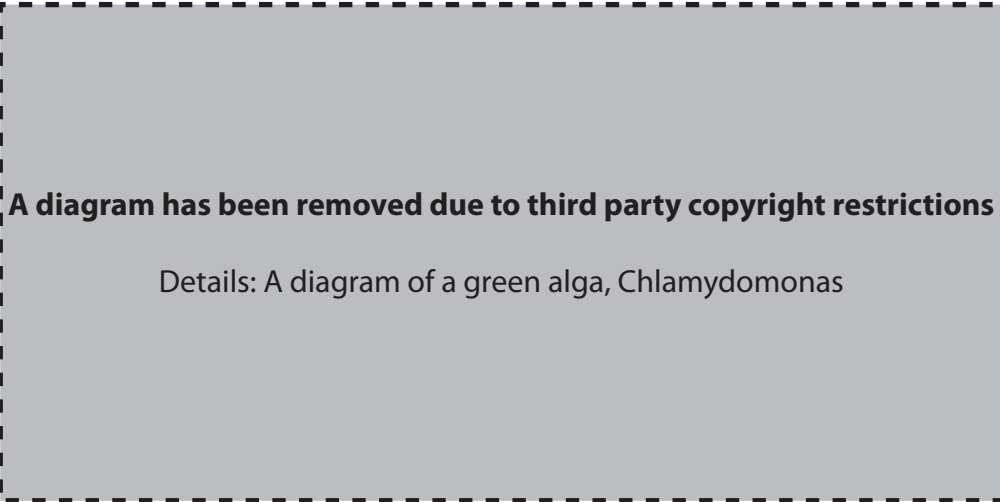 A diagram has been removed due to third party copyright restrictions
Details: A diagram of a green alga, Chlamydomonas